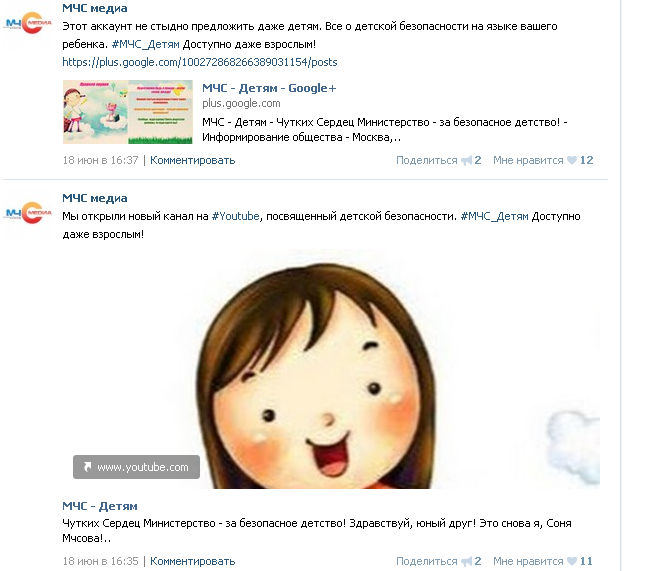 МЧС медиа
Этот аккаунт не стыдно предложить даже детям. Все о детской безопасности на языке вашего
ребенка. #МЧС_Детям Доступно даже взрослым!
https://plus.google.com/100272868266389031154/posts
МЧС - Детям - Google+
plus.google.com
МЧС - Детям - Чутких Сердец Министерство - за безопасное детство! -
Информирование общества - Москва,..
18 июн в 16:37 | Комментировать Поделиться 2 Мне нравится 12
МЧС медиа
МЧС МЕДИА
Мы открыли новый канал на #Youtube, посвященный детской безопасности. #МЧС_Детям Доступно
даже взрослым!
www.youtube.com
МЧС - Детям
Чутких Сердец Министерство - за безопасное детство! Здравствуй, юный друг! Это снова я, Соня
Мчсова!..
18 июн в 16:35 | Комментировать Поделиться 2 Мне нравится 11